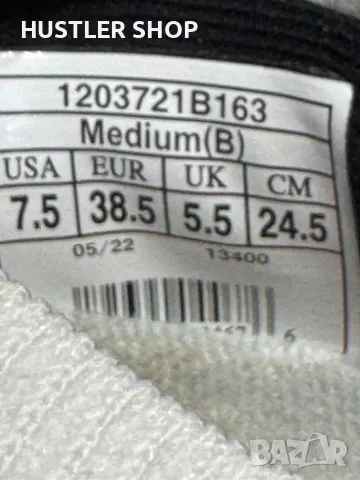 HUSTLER SHOP
1203721B163
Medium(B)
USA EUR UK CM
7.5 38.5 5.5 24.5
05/22 13400
6
BAZAR